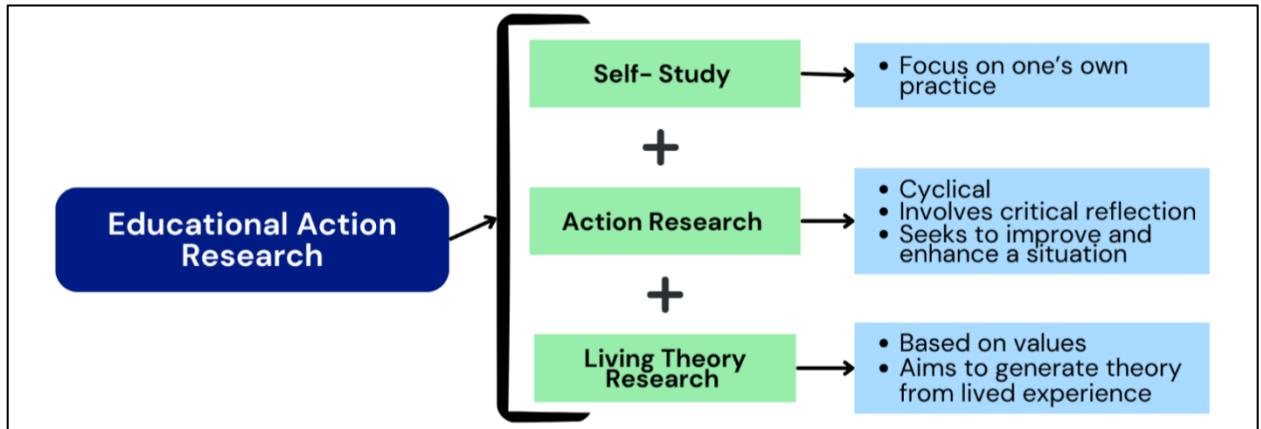 Educational Action
Research
Self- Study
• Focus on one's own
practice
+
Action Research
• Cyclical
• Involves critical reflection
• Seeks to improve and
enhance a situation
+
Living Theory
Research
• Based on values
• Aims to generate theory
from lived experience